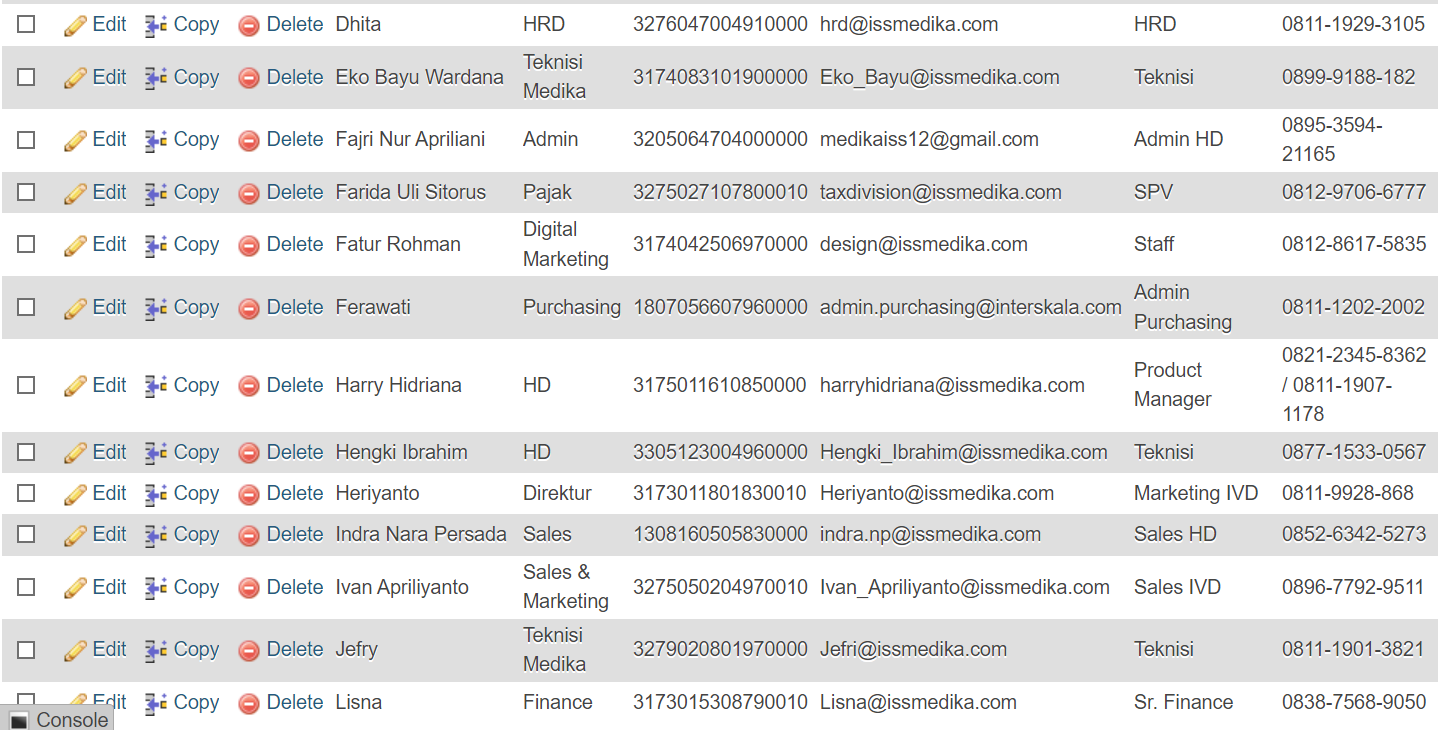 Edit Copy Delete Dhita HRD 3276047004910000 hrd@issmedika.com HRD 0811-1929-3105
Edit Copy Delete Eko Bayu Wardana Teknisi Medika 3174083101900000 Eko_Bayu@issmedika.com Teknisi 0899-9188-182
Edit Copy Delete Fajri Nur Apriliani Admin 3205064704000000 medikaiss12@gmail.com Admin HD 0895-3594-21165
Edit Copy Delete Farida Uli Sitorus Pajak 3275027107800010 taxdivision@issmedika.com SPV 0812-9706-6777
Edit Copy Delete Fatur Rohman Digital Marketing 3174042506970000 design@issmedika.com Staff 0812-8617-5835
Edit Copy Delete Ferawati Purchasing 1807056607960000 admin.purchasing@interskala.com Admin Purchasing 0811-1202-2002
Edit Copy Delete Harry Hidriana HD 3175011610850000 harryhidriana@issmedika.com Product Manager 0821-2345-8362 / 0811-1907-1178
Edit Copy Delete Hengki Ibrahim HD 3305123004960000 Hengki_Ibrahim@issmedika.com Teknisi 0877-1533-0567
Edit Copy Delete Heriyanto Direktur 3173011801830010 Heriyanto@issmedika.com Marketing IVD 0811-9928-868
Edit Copy Delete Indra Nara Persada Sales 1308160505830000 indra.np@issmedika.com Sales HD 0852-6342-5273
Edit Copy Delete Ivan Apriliyanto Sales & Marketing 3275050204970010 Ivan_Apriliyanto@issmedika.com Sales IVD 0896-7792-9511
Edit Copy Delete Jefry Teknisi Medika 3279020801970000 Jefri@issmedika.com Teknisi 0811-1901-3821
Edit Copy Delete Lisna Finance 3173015308790010 Lisna@issmedika.com Sr. Finance 0838-7568-9050
Console